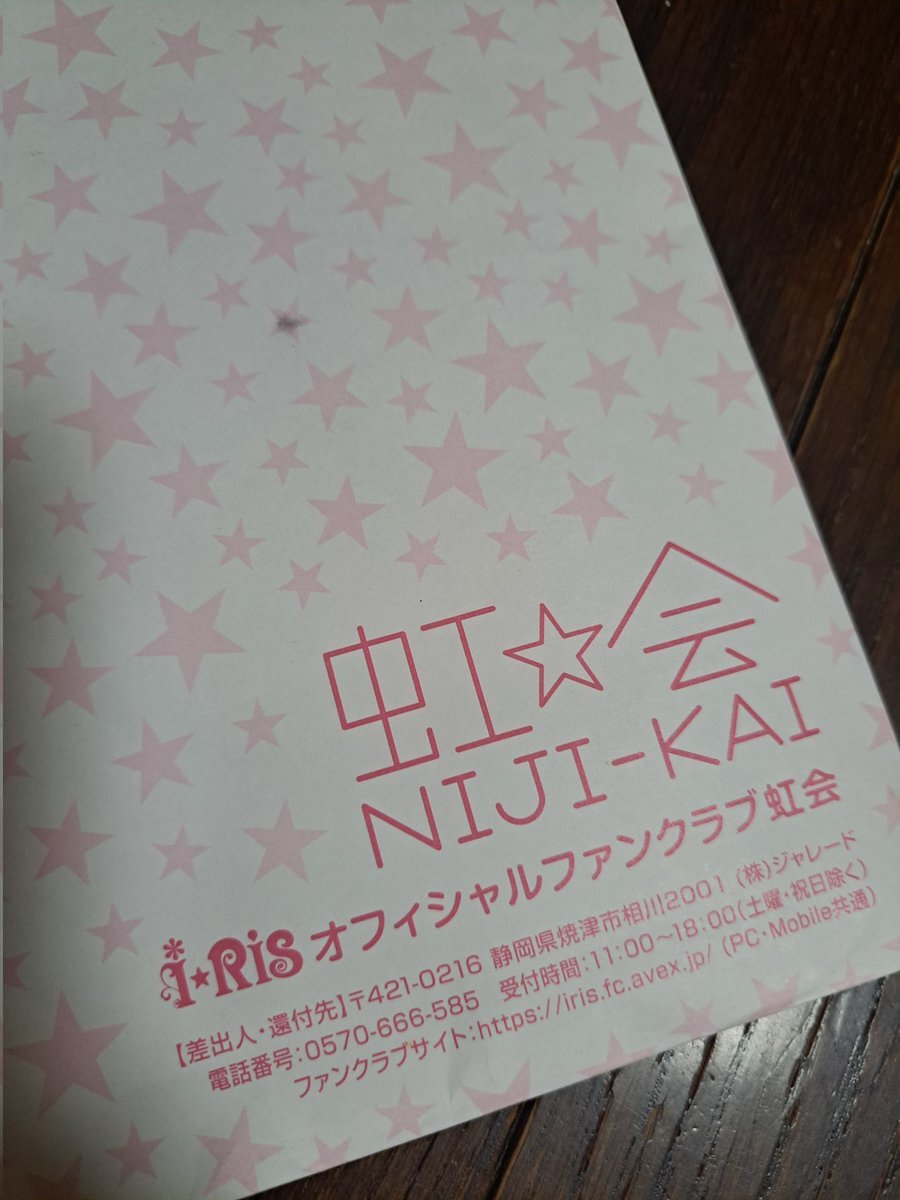 虹☆会
NIJI-KAI
i★Ris オフィシャルファンクラブ虹会
【差出人・還付先】〒421-0216 静岡県焼津市相川2001 (株)ジャレード
電話番号:0570-666-585 受付時間:11:00～18:00(土曜・祝日除く)
ファンクラブサイト:https://iris.fc.avex.jp/ (PC・Mobile共通)